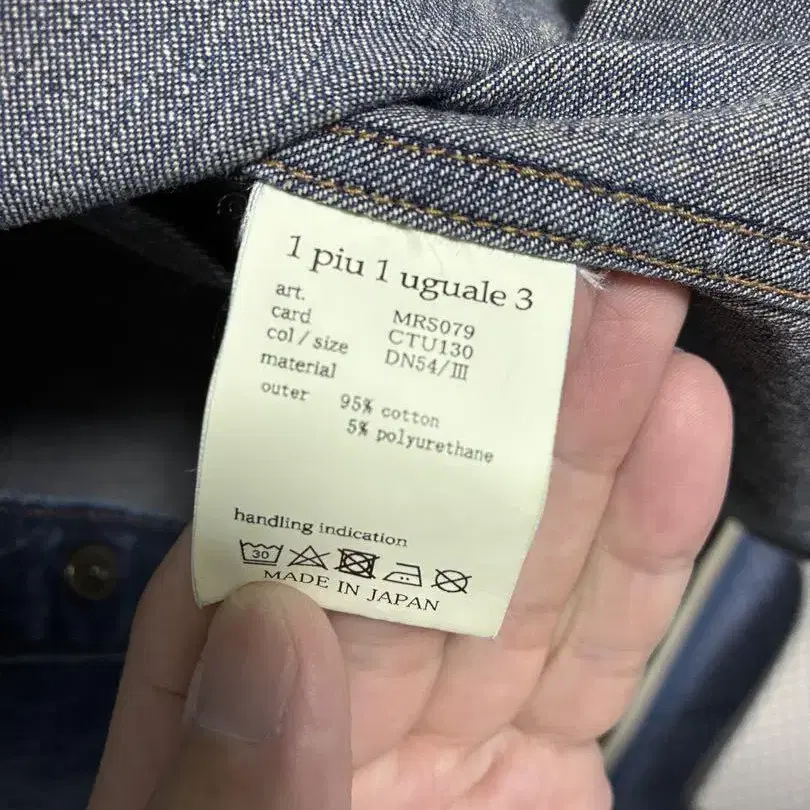 1 piu 1 uguale 3
art. MRS079
card CTU130
col / size DN54/Ⅲ
material
outer 95% cotton
5% polyurethane
handling indication
30
MADE IN JAPAN